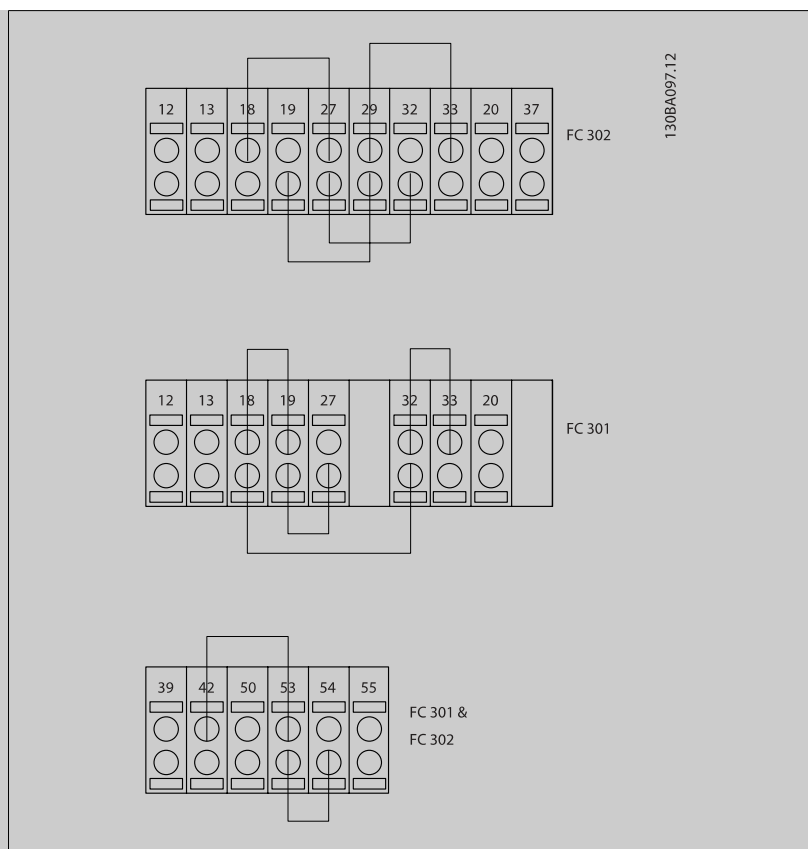 130BA097.12
12 13 18 19 27 29 32 33 20 37
FC 302
12 13 18 19 27 32 33 20
FC 301
39 42 50 53 54 55
FC 301 &
FC 302